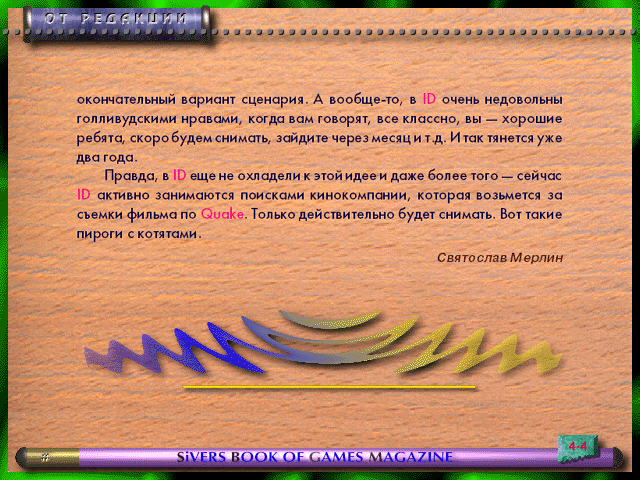 ОТ РЕДАКЦИИ
окончательный вариант сценария. А вообще-то, в ID очень недовольны
голливудскими нравами, когда вам говорят, все классно, вы — хорошие
ребята, скоро будем снимать, зайдите через месяц и т.д. И так тянется уже
два года.
Правда, в ID еще не охладели к этой идее и даже более того — сейчас
ID активно занимаются поисками кинокомпании, которая возьмется за
съемки фильма по Quake. Только действительно будет снимать. Вот такие
пироги с котятами.
Святослав Мерлин
4-4
# SiVERS BOOK OF GAMES MAGAZINE